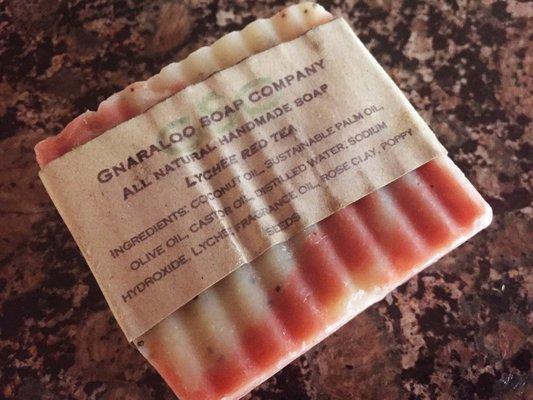 GNARALOO SOAP COMPANY
ALL NATURAL HANDMADE SOAP
LYCHEE RED TEA
INGREDIENTS: COCONUT OIL, SUSTAINABLE PALM OIL,
OLIVE OIL, CASTOR OIL, DISTILLED WATER, SODIUM
HYDROXIDE, LYCHEE FRAGRANCE OIL, ROSE CLAY, POPPY
SEEDS